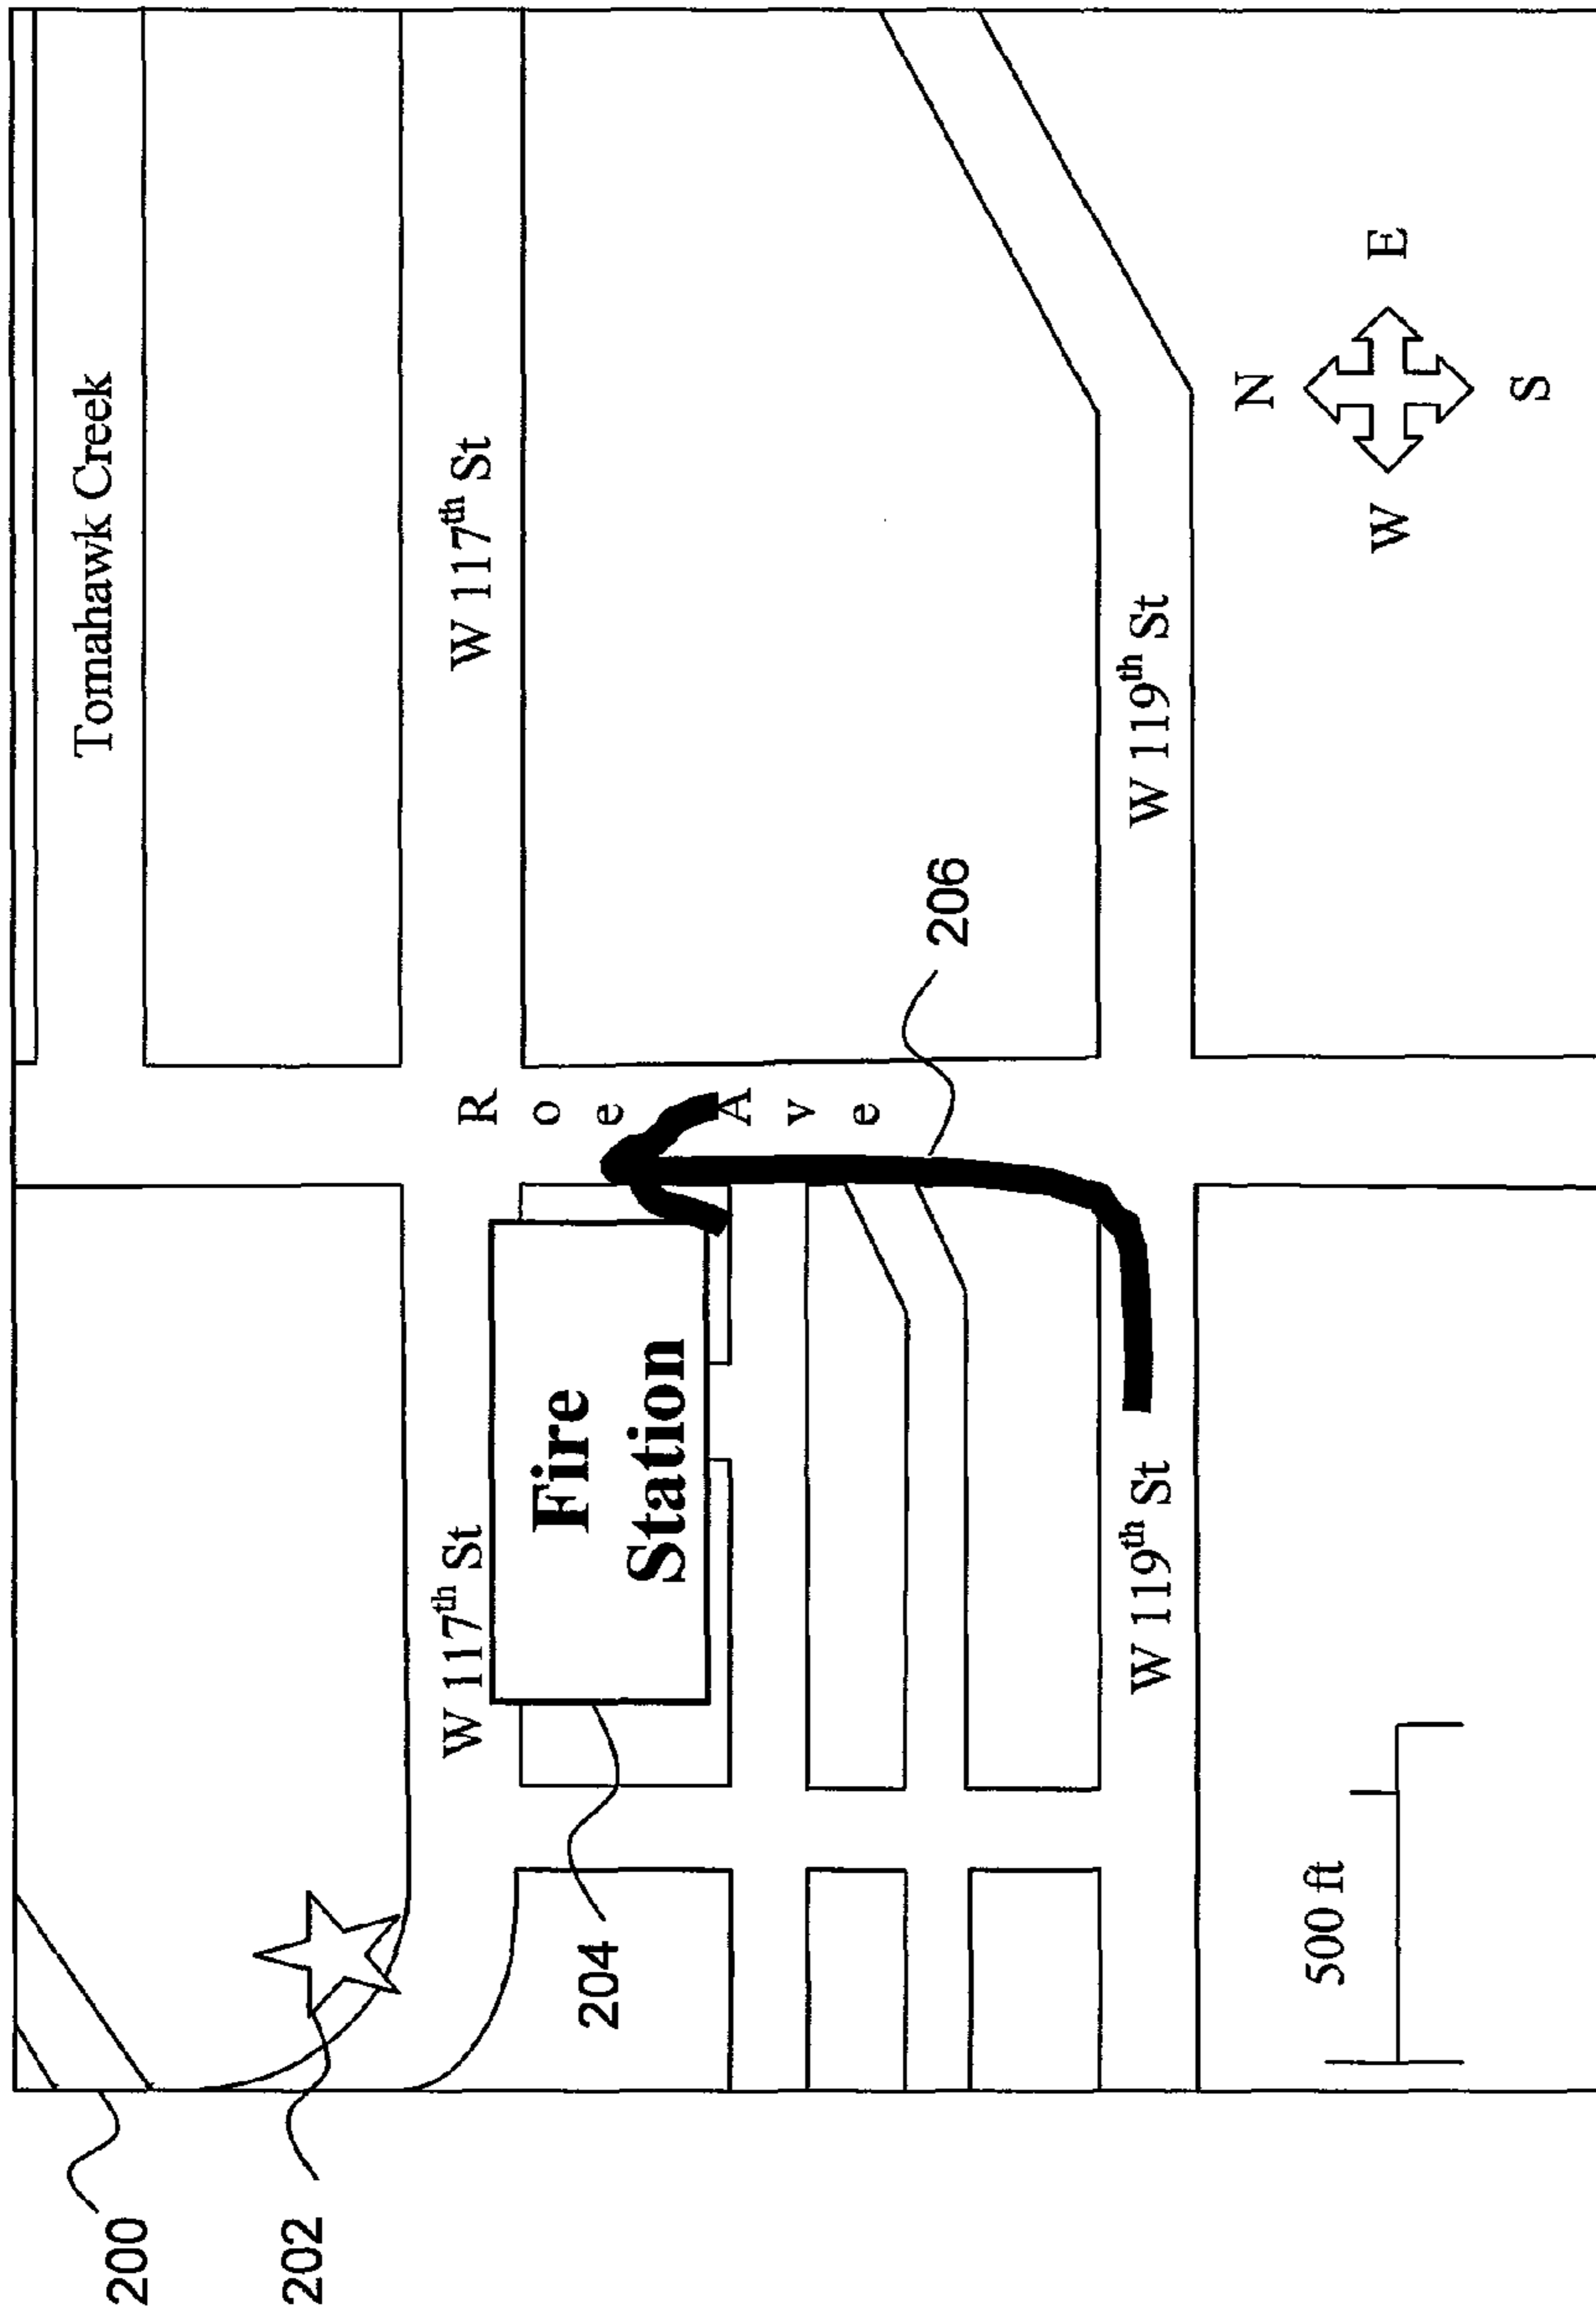 200
202
204
206
Tomahawk Creek
W 117th St
W 117th St
Fire
Station
R
o
e
A
v
e
W 119th St
W 119th St
N
W
E
S
500 ft